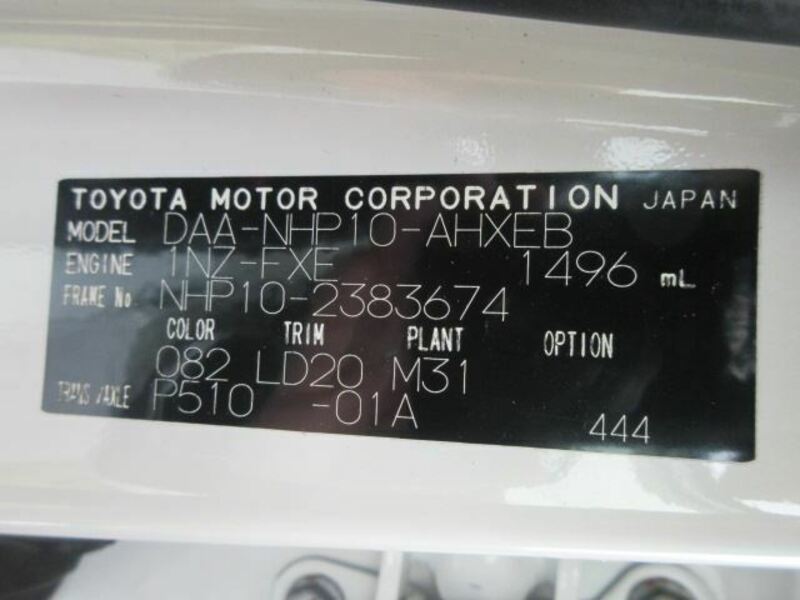 TOYOTA MOTOR CORPORATION JAPAN
MODEL DAA-NHP10-AHXEB
ENGINE 1NZ-FXE 1496 mL
FRAME No. NHP10-2383674
COLOR TRIM PLANT OPTION
082 LD20 M31
TRANS/AXLE P510 -01A
444